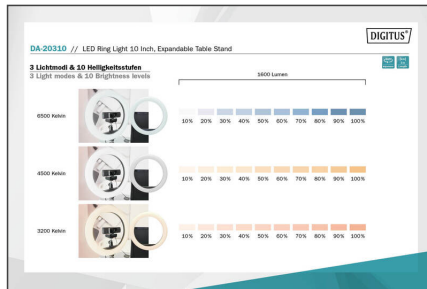 DIGITUS®
DA-20310 // LED Ring Light 10 Inch, Expandable Table Stand
3 Lichtmodi & 10 Helligkeitsstufen
3 Light modes & 10 Brightness levels
1600 Lumen
6500 Kelvin
10% 20% 30% 40% 50% 60% 70% 80% 90% 100%
4500 Kelvin
10% 20% 30% 40% 50% 60% 70% 80% 90% 100%
3200 Kelvin
10% 20% 30% 40% 50% 60% 70% 80% 90% 100%